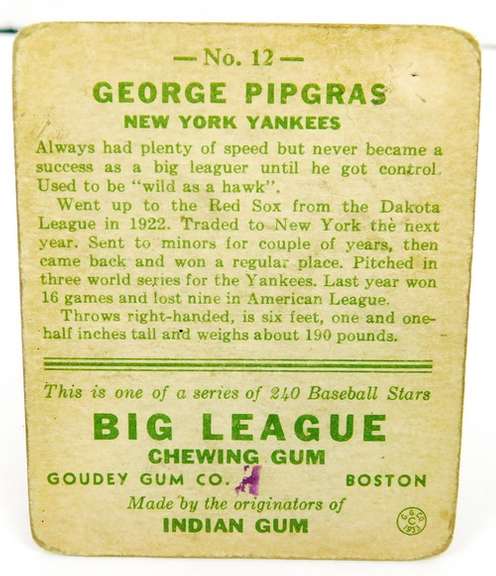 — No. 12 —
GEORGE PIPGRAS
NEW YORK YANKEES
Always had plenty of speed but never became a
success as a big leaguer until he got control.
Used to be "wild as a hawk".
Went up to the Red Sox from the Dakota
League in 1922. Traded to New York the next
year. Sent to minors for couple of years, then
came back and won a regular place. Pitched in
three world series for the Yankees. Last year won
16 games and lost nine in American League.
Throws right-handed, is six feet, one and one-
half inches tall and weighs about 190 pounds.
This is one of a series of 240 Baseball Stars
BIG LEAGUE
CHEWING GUM
GOUDEY GUM CO. BOSTON
Made by the originators of
INDIAN GUM
G. G. CO.
C
1933